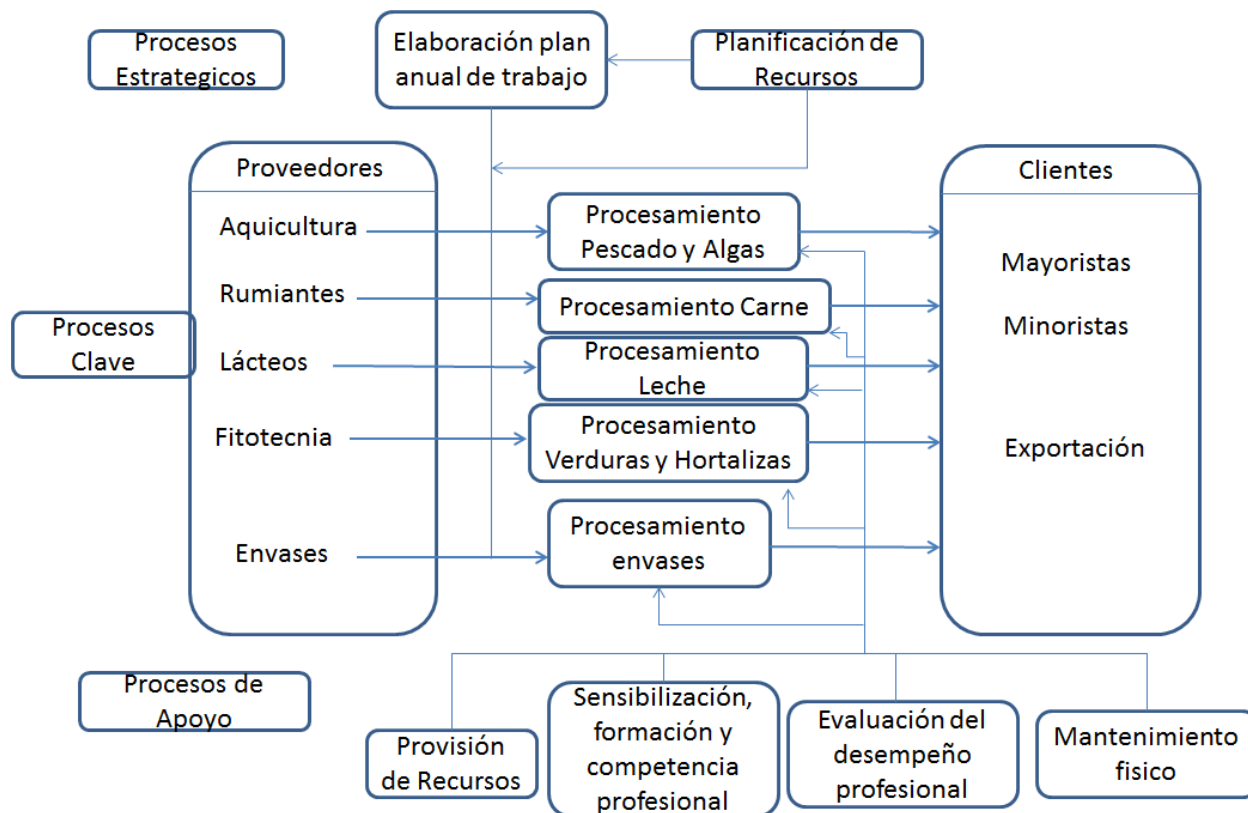 Procesos
Estrategicos
Elaboración plan
anual de trabajo
Planificación de
Recursos
Proveedores
Clientes
Aquicultura
Procesamiento
Pescado y Algas
Mayoristas
Rumiantes
Procesamiento Carne
Minoristas
Procesos
Clave
Lácteos
Procesamiento
Leche
Fitotecnia
Procesamiento
Verduras y Hortalizas
Exportación
Envases
Procesamiento
envases
Procesos de
Apoyo
Provisión
de Recursos
Sensibilización,
formación y
competencia
profesional
Evaluación del
desempeño
profesional
Mantenimiento
fisico